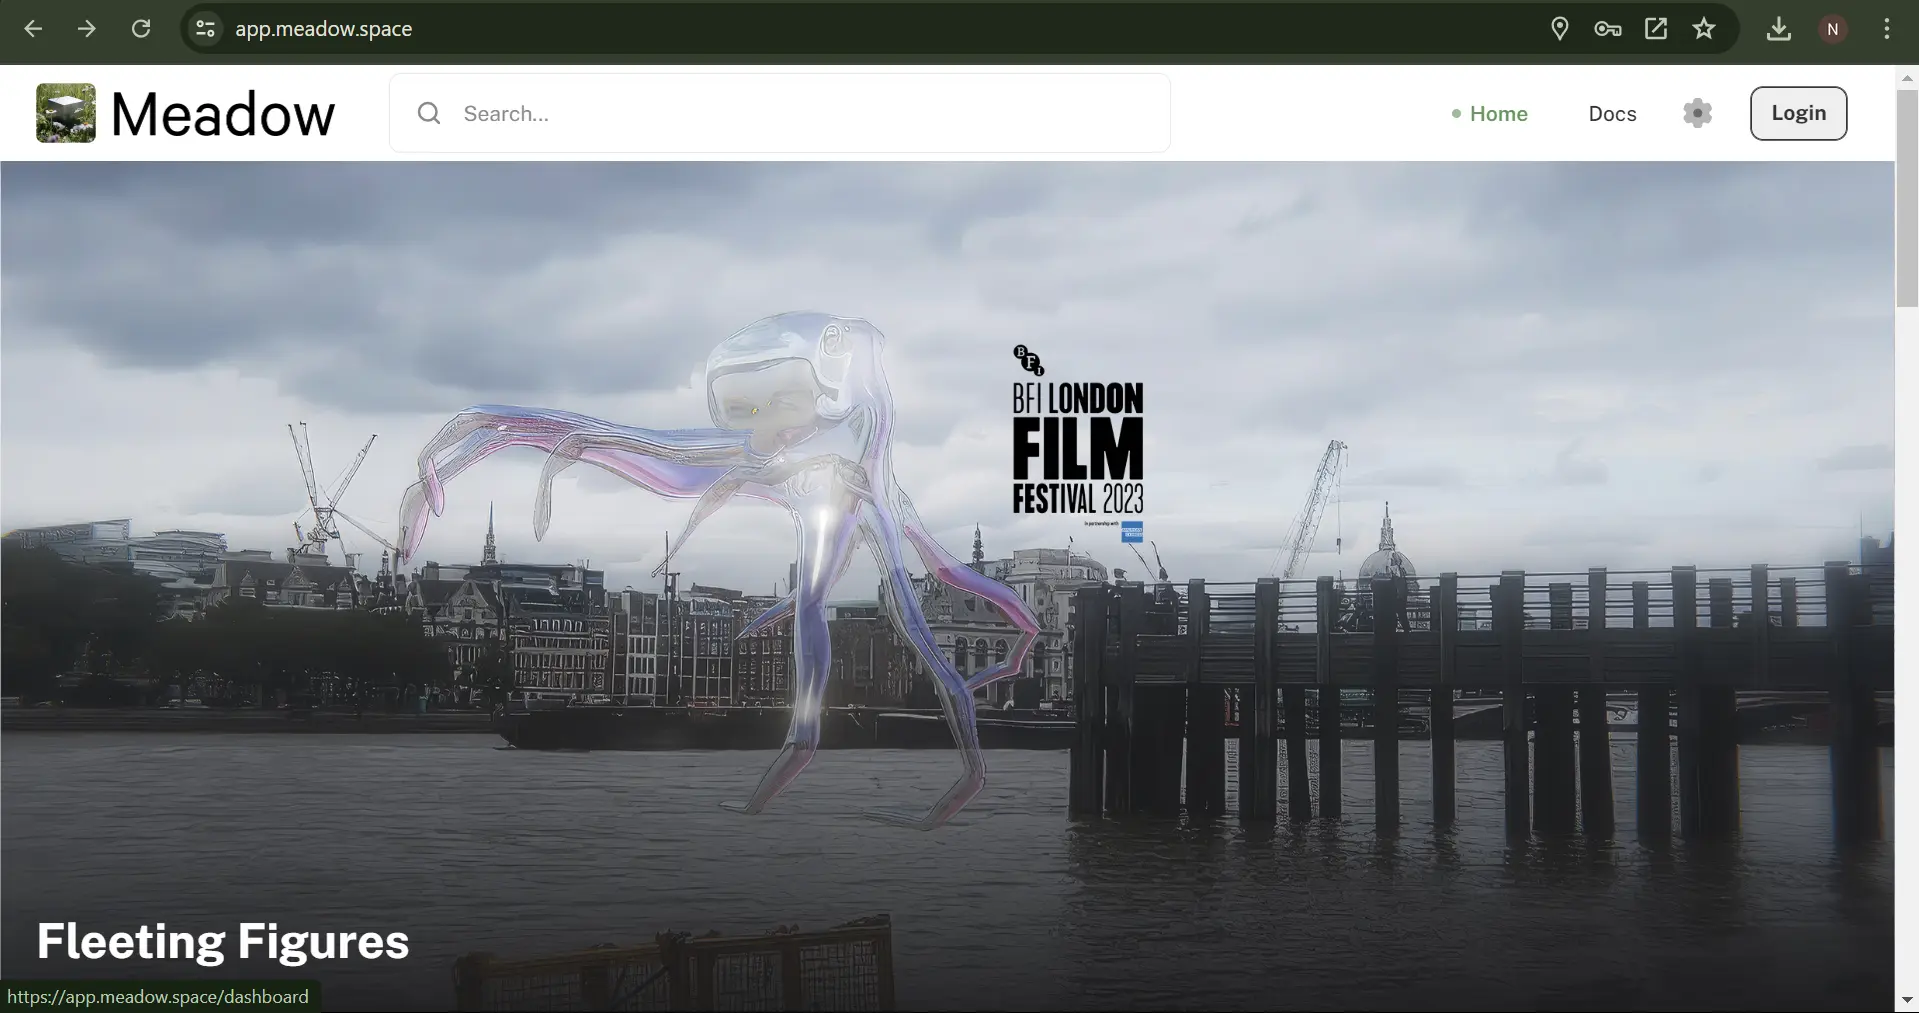 app.meadow.space
N
Meadow
Search...
Home
Docs
Login
BFI
BFI LONDON
FILM
FESTIVAL 2023
In partnership with
Fleeting Figures
https://app.meadow.space/dashboard